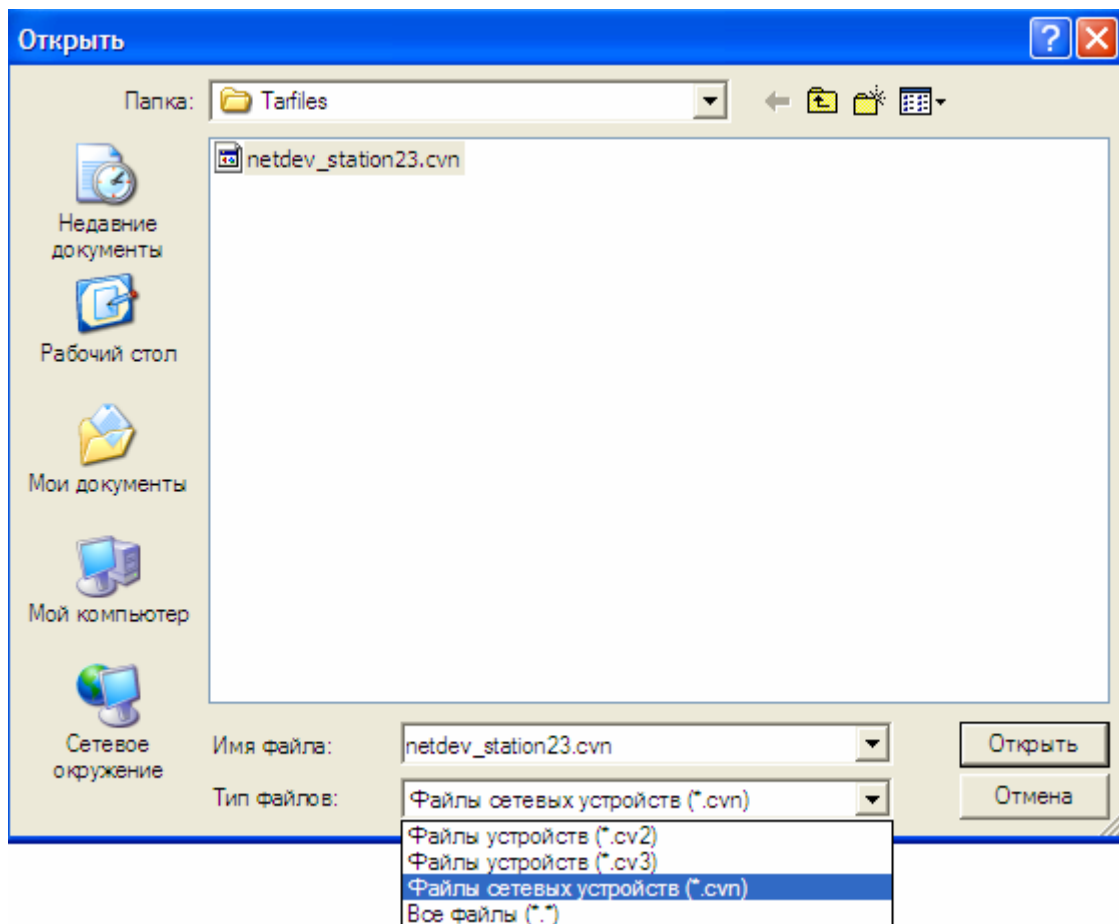 Открыть
Папка:
Tarfiles
netdev_station23.cvn
Недавние
документы
Рабочий стол
Мои документы
Мой компьютер
Сетевое
окружение
Имя файла:
netdev_station23.cvn
Открыть
Тип файлов:
Файлы сетевых устройств (*.cvn)
Отмена
Файлы устройств (*.cv2)
Файлы устройств (*.cv3)
Файлы сетевых устройств (*.cvn)
Все файлы (*.*)